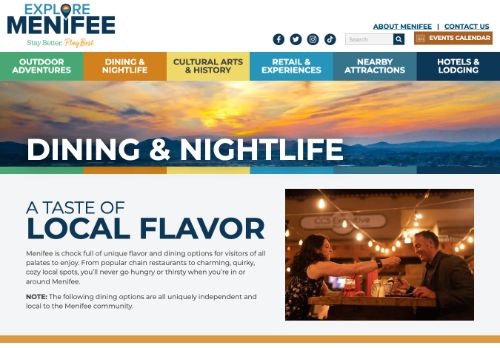 EXPLORE
MENIFEE
Stay Better. Play Best.
ABOUT MENIFEE | CONTACT US
Search
EVENTS CALENDAR
OUTDOOR ADVENTURES
DINING & NIGHTLIFE
CULTURAL ARTS & HISTORY
RETAIL & EXPERIENCES
NEARBY ATTRACTIONS
HOTELS & LODGING
DINING & NIGHTLIFE
A TASTE OF
LOCAL FLAVOR
Menifee is chock full of unique flavor and dining options for visitors of all
palates to enjoy. From popular chain restaurants to charming, quirky,
cozy local spots, you'll never go hungry or thirsty when you're in or
around Menifee.
NOTE: The following dining options are all uniquely independent and
local to the Menifee community.